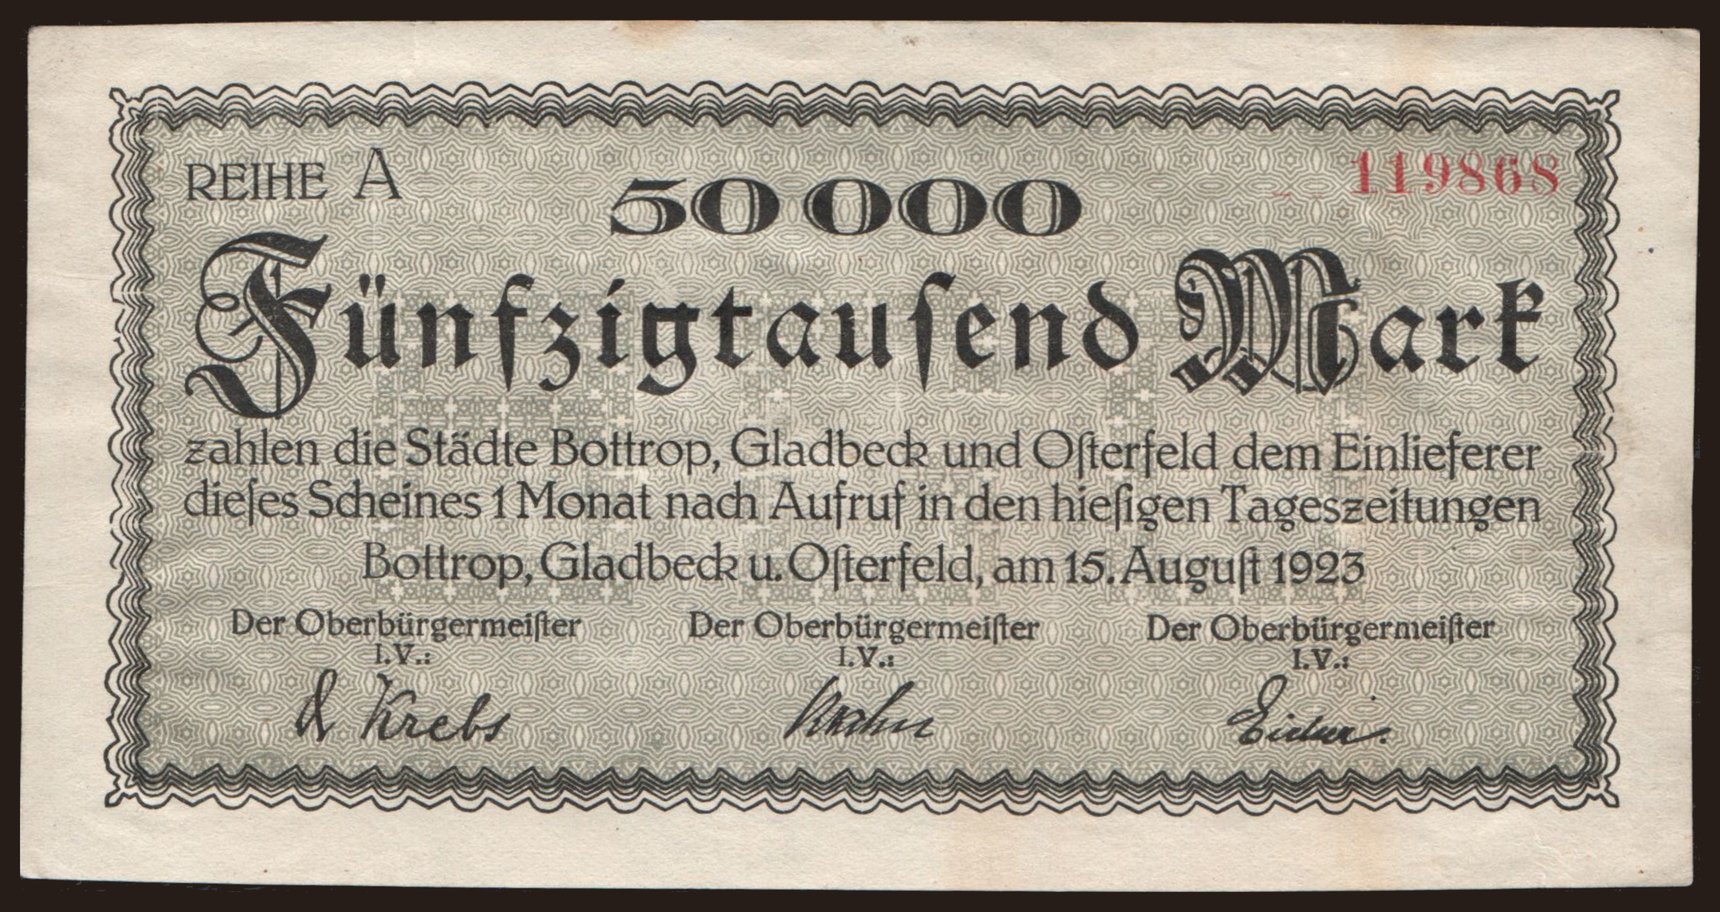 REIHE A
119868
50 000
Fünfzigtauſend Mark
zahlen die Städte Bottrop, Gladbeck und Oſterfeld dem Einlieferer
dieſes Scheines 1 Monat nach Aufruf in den hieſigen Tageszeitungen
Bottrop, Gladbeck u. Oſterfeld, am 15. Auguſt 1923
Der Oberbürgermeiſter Der Oberbürgermeiſter Der Oberbürgermeiſter
I.V.: I.V.: I.V.:
Krebs